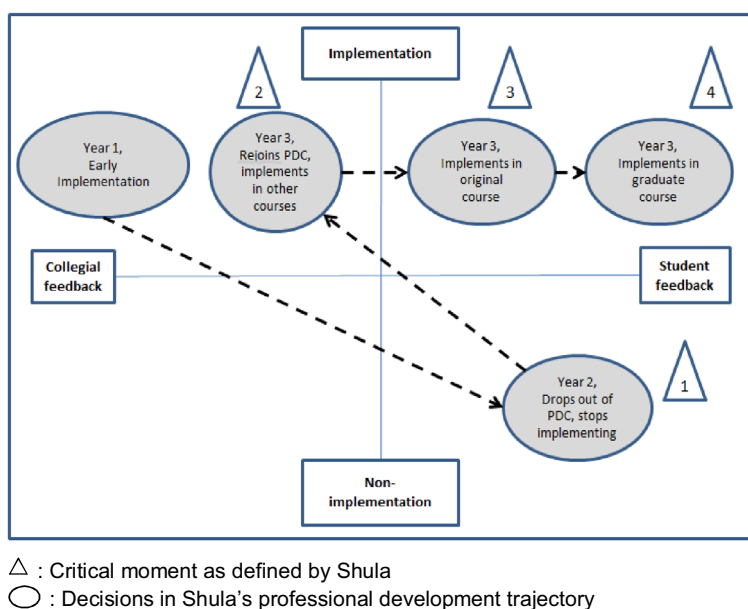 Implementation
2
3
4
Year 1,
Early
Implementation
Year 3,
Rejoins PDC,
implements
in other
courses
Year 3,
Implements in
original
course
Year 3,
Implements in
graduate
course
Collegial
feedback
Student
feedback
Year 2,
Drops out of
PDC, stops
implementing
1
Non-
implementation
△ : Critical moment as defined by Shula
◯ : Decisions in Shula's professional development trajectory